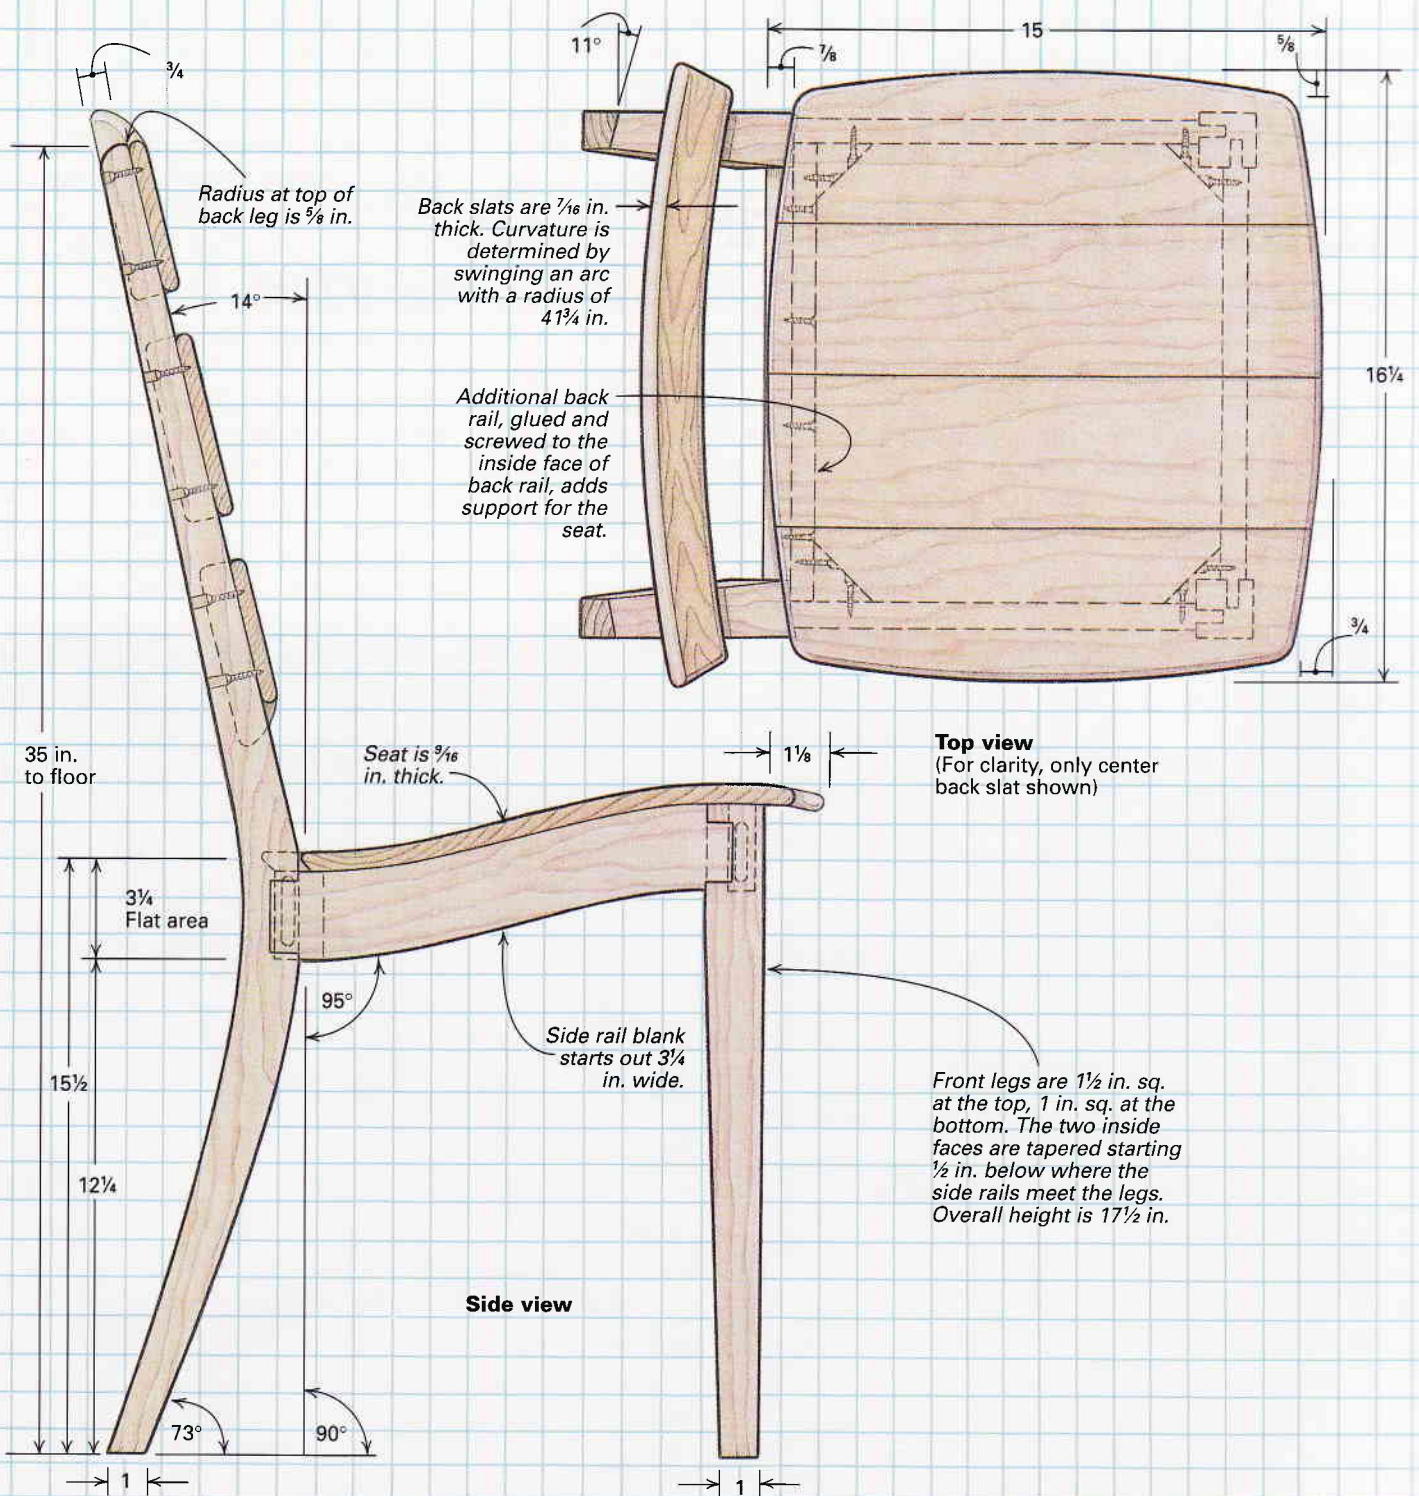 ¾
11°
⅞
15
⅝
Radius at top of
back leg is ⅝ in.
Back slats are 7/16 in.
thick. Curvature is
determined by
swinging an arc
with a radius of
41¾ in.
14°
16¼
Additional back
rail, glued and
screwed to the
inside face of
back rail, adds
support for the
seat.
¾
35 in.
to floor
Seat is 9/16
in. thick.
1⅛
Top view
(For clarity, only center
back slat shown)
3¼
Flat area
95°
Side rail blank
starts out 3¼
in. wide.
15½
Front legs are 1½ in. sq.
at the top, 1 in. sq. at the
bottom. The two inside
faces are tapered starting
½ in. below where the
side rails meet the legs.
Overall height is 17½ in.
12¼
Side view
73°
90°
1
1